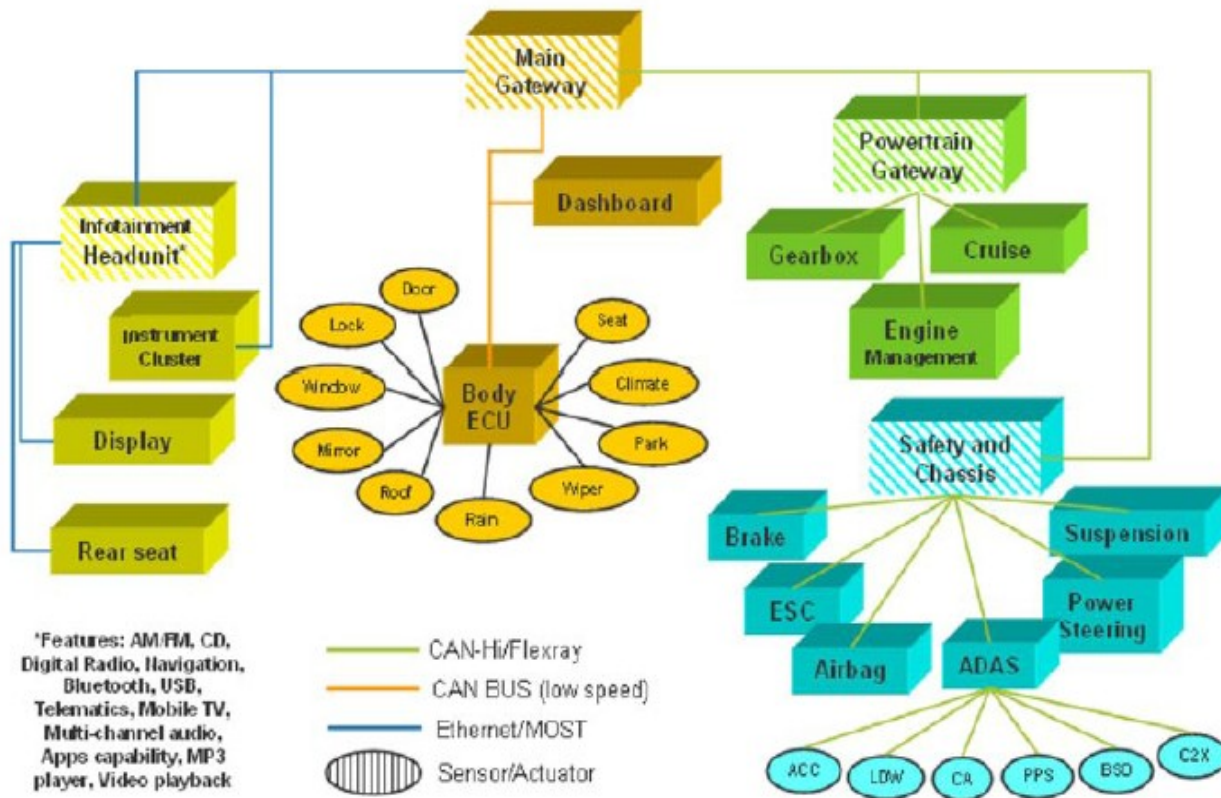 Main
Gateway
Powertrain
Gateway
Dashboard
Infotainment
Headunit*
Gearbox
Cruise
Door
Lock
Seat
Instrument
Cluster
Engine
Management
Window
Body
ECU
Climate
Display
Mirror
Park
Safety and
Chassis
Roof
Wiper
Rain
Rear seat
Brake
Suspension
ESC
Power
Steering
Airbag
ADAS
*Features: AM/FM, CD,
Digital Radio, Navigation,
Bluetooth, USB,
Telematics, Mobile TV,
Multi-channel audio,
Apps capability, MP3
player, Video playback
CAN-Hi/Flexray
CAN BUS (low speed)
Ethernet/MOST
Sensor/Actuator
ACC
LDW
CA
PPS
BSD
C2X